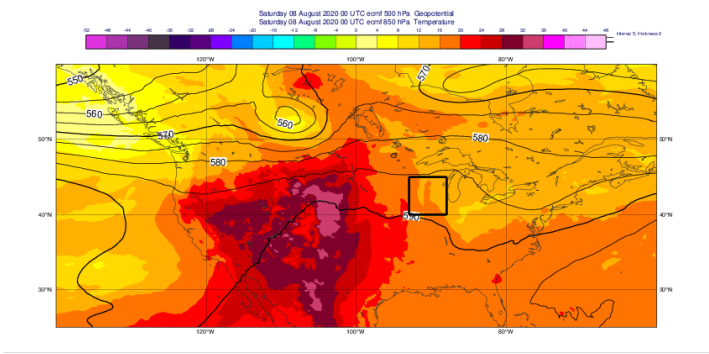 Saturday 08 August 2020 00 UTC ecmf 500 hPa Geopotential
Saturday 08 August 2020 00 UTC ecmf 850 hPa Temperature
-52 -48 -44 -40 -36 -32 -28 -24 -20 -16 -12 -8 -4 0 4 8 12 16 20 24 28 32 36 40 44 48
120°W 100°W 80°W
550
570
560
560
570
580
580
50°N 50°N
40°N 40°N
30°N 30°N
120°W 100°W 80°W